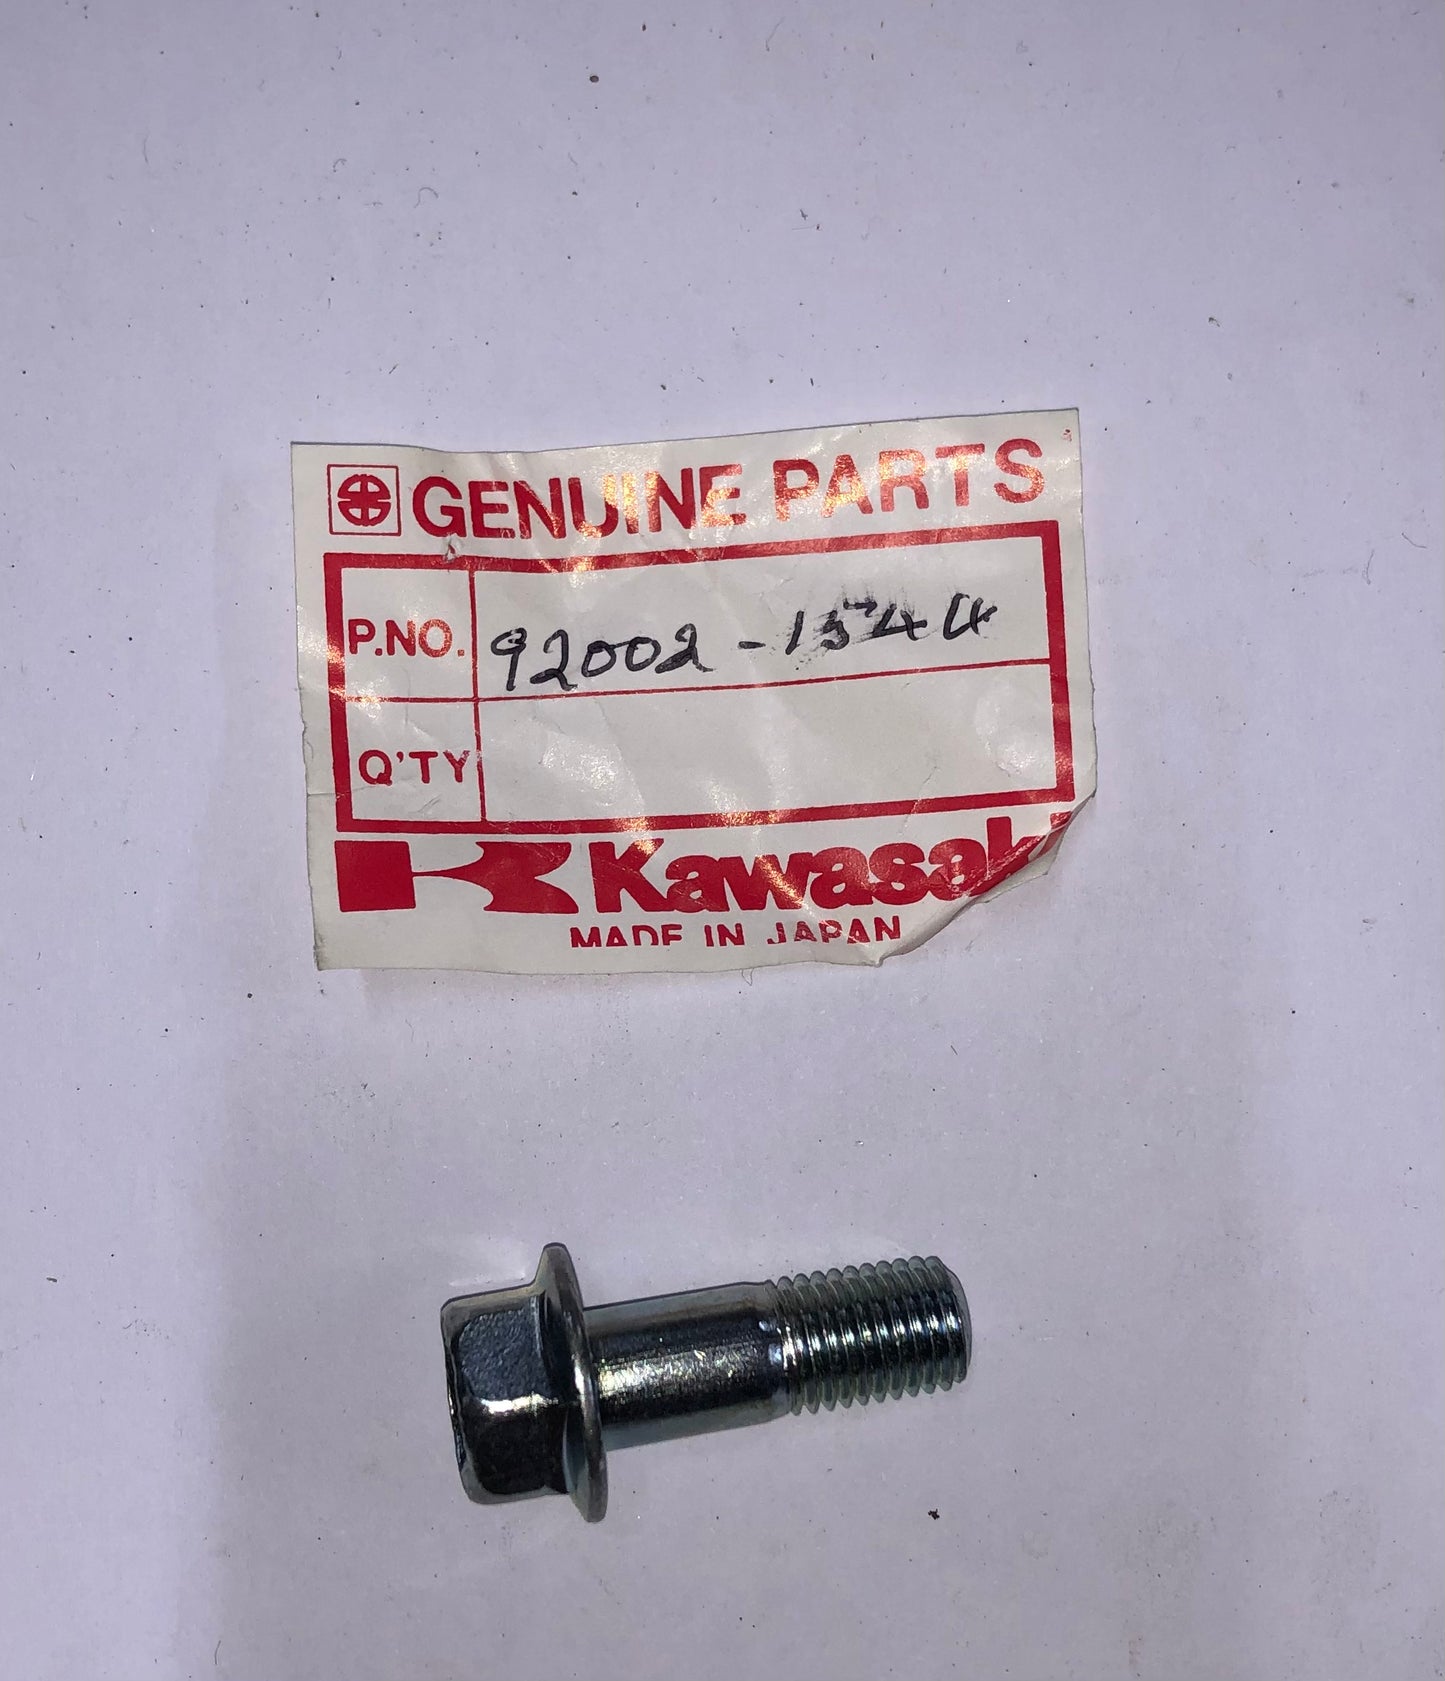 GENUINE PARTS
P.NO. 92002-1544
Q'TY
Kawasaki
MADE IN JAPAN